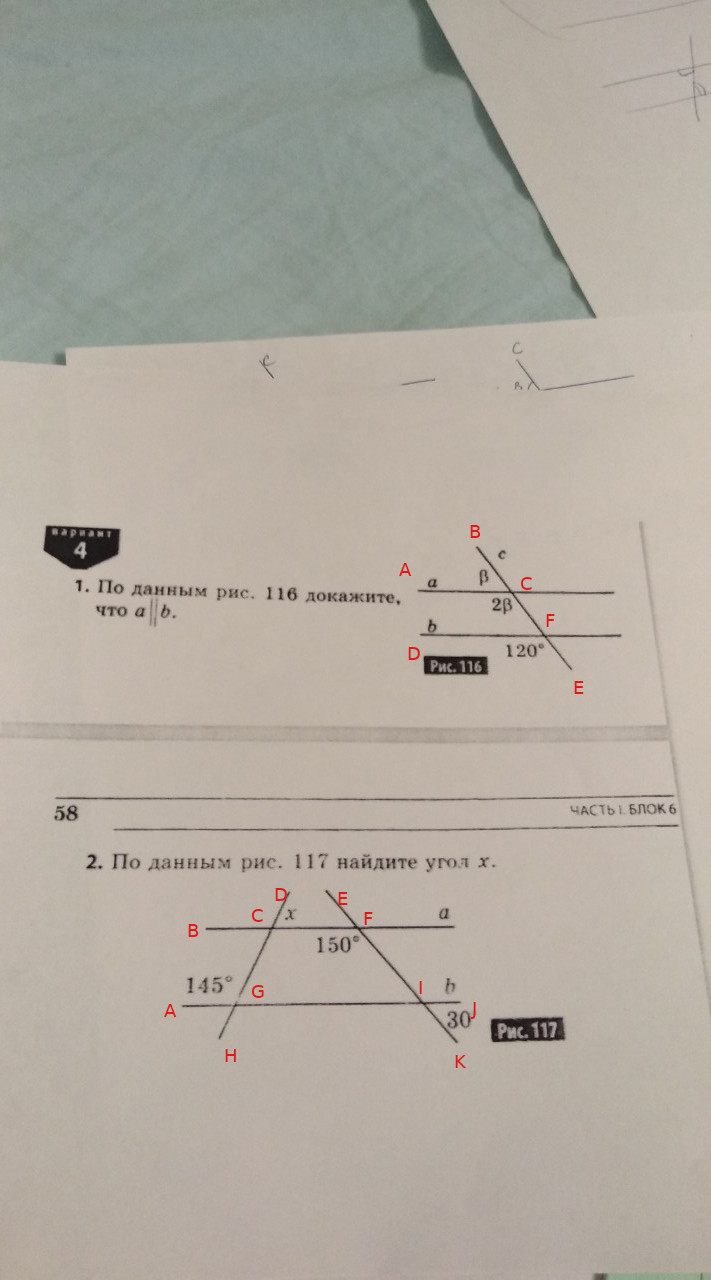 C
вариант
4
1. По данным рис. 116 докажите,
что a || b.
B
c
A
a
β
C
2β
F
b
D
120°
Рис. 116
E
58
ЧАСТЬ I. БЛОК 6
2. По данным рис. 117 найдите угол x.
D
E
B
C
x
F
a
150°
145°
G
I
b
A
J
30
Рис. 117
H
K